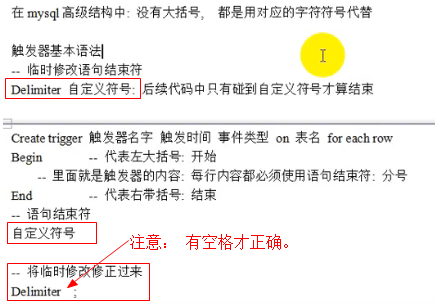 在 mysql 高级结构中: 没有大括号, 都是用对应的字符符号代替
触发器基本语法
-- 临时修改语句结束符
Delimiter 自定义符号: 后续代码中只有碰到自定义符号才算结束
Create trigger 触发器名字 触发时间 事件类型 on 表名 for each row
Begin -- 代表左大括号: 开始
-- 里面就是触发器的内容: 每行内容都必须使用语句结束符: 分号
End -- 代表右带括号: 结束
-- 语句结束符
自定义符号
注意: 有空格才正确。
-- 将临时修改修正过来
Delimiter ;